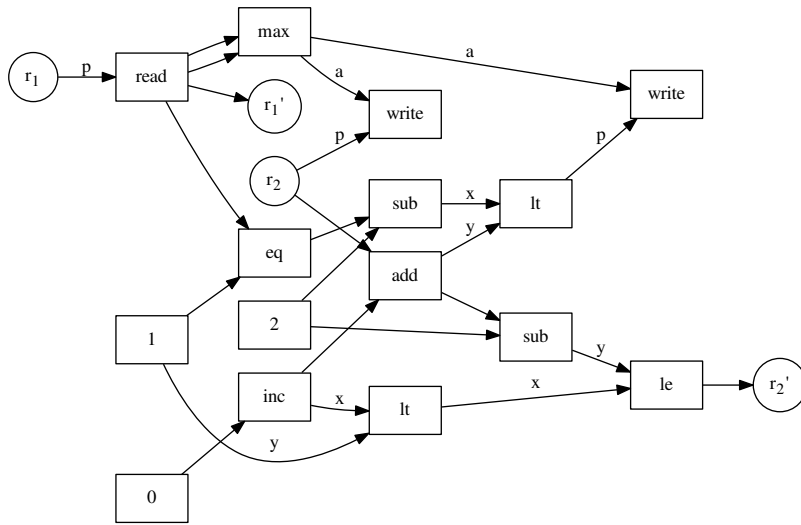 max
a
r1
p
read
write
a
r1'
write
p
r2
p
sub
x
lt
y
eq
add
2
1
sub
y
inc
x
lt
x
le
r2'
y
0